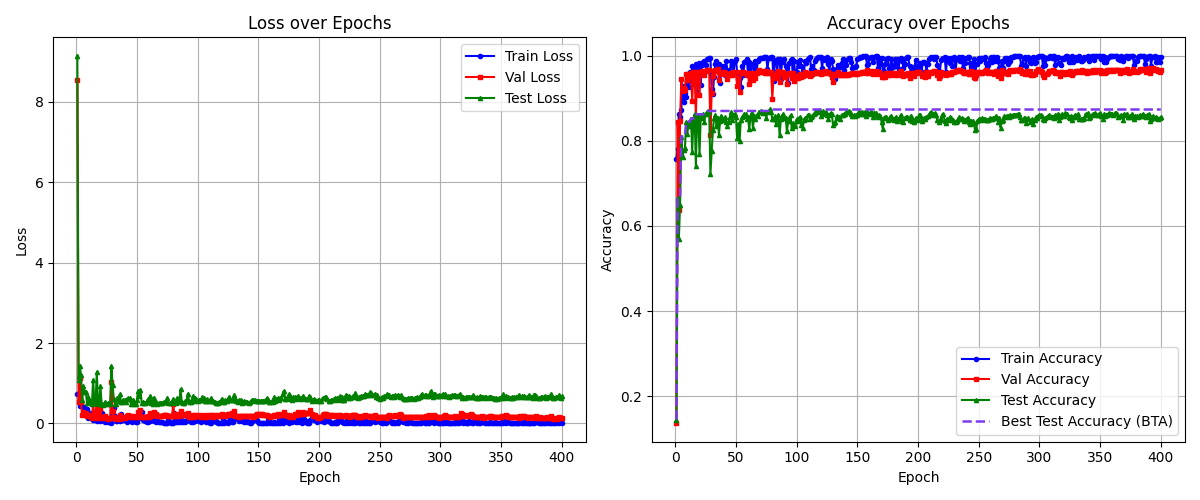 Loss over Epochs
Loss
8
6
4
2
0
0 50 100 150 200 250 300 350 400
Epoch
Train Loss
Val Loss
Test Loss
Accuracy over Epochs
Accuracy
1.0
0.8
0.6
0.4
0.2
0 50 100 150 200 250 300 350 400
Epoch
Train Accuracy
Val Accuracy
Test Accuracy
Best Test Accuracy (BTA)